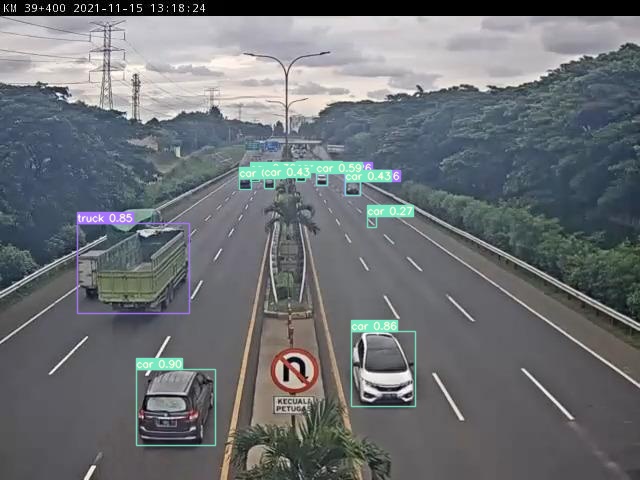 KM 39+400 2021-11-15 13:18:24
car 0.59
car (car 0.43
car 0.43
car 0.27
truck 0.85
car 0.86
car 0.90
KECUALI
PETUGAS